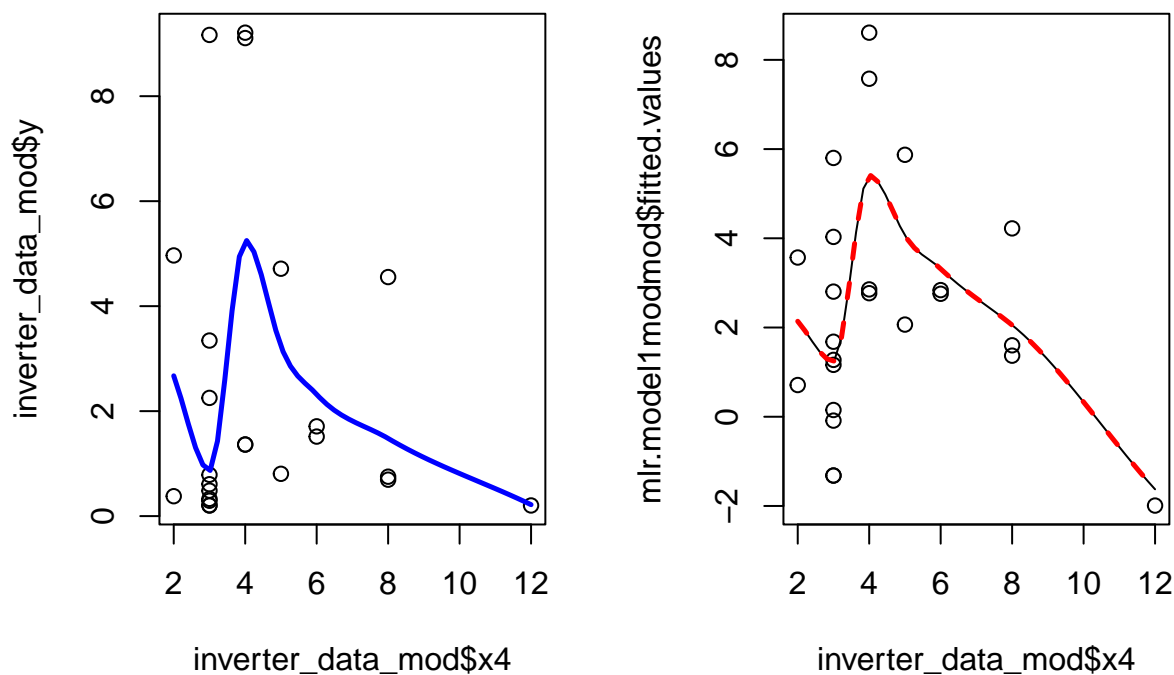 inverter_data_mod$y
8
6
4
2
0
2 4 6 8 10 12
inverter_data_mod$x4
mlr.model1modmod$fitted.values
8
6
4
2
0
−2
2 4 6 8 10 12
inverter_data_mod$x4